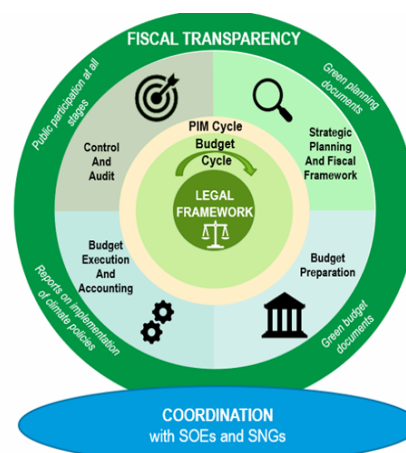 FISCAL TRANSPARENCY
Public participation at all
stages
Green planning
documents
PIM Cycle
Budget
Cycle
Control
And
Audit
Strategic
Planning
And Fiscal
Framework
LEGAL
FRAMEWORK
Budget
Execution
And
Accounting
Budget
Preparation
Reports on implementation
of climate policies
Green budget
documents
COORDINATION
with SOEs and SNGs